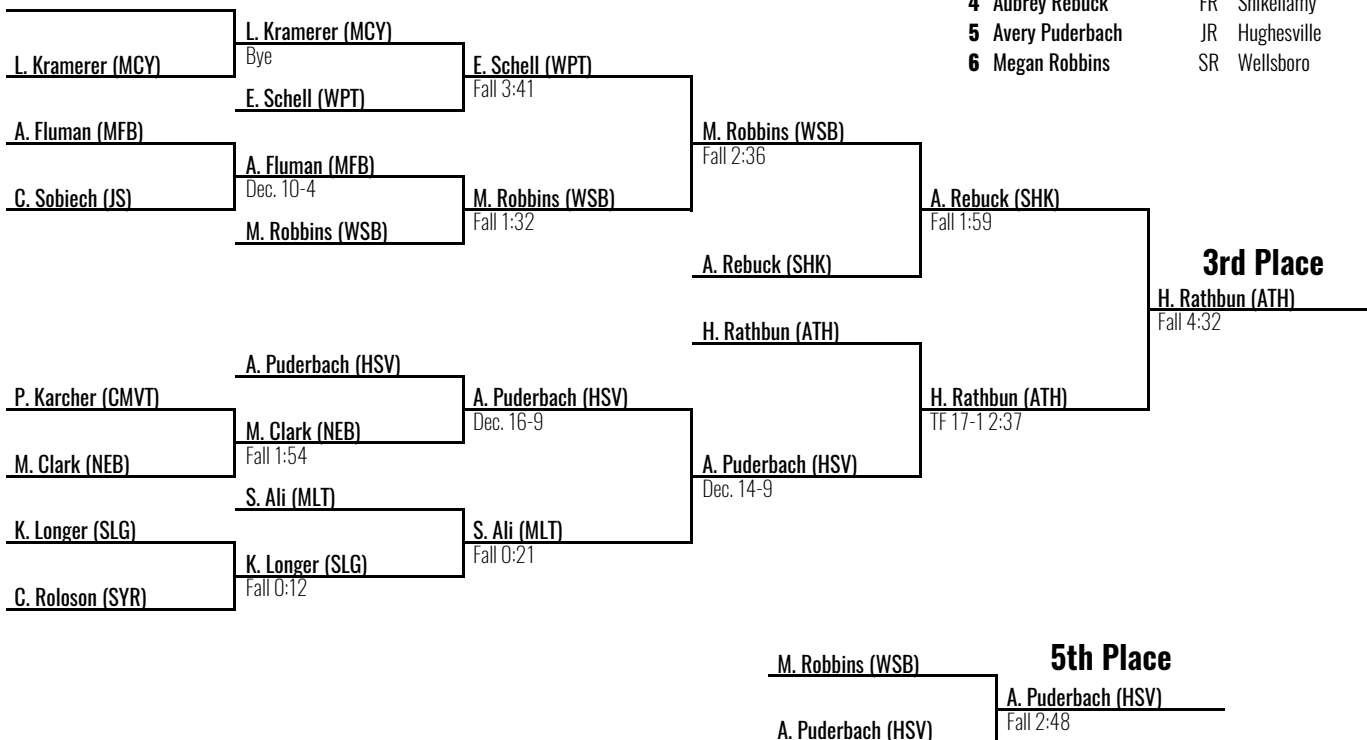 4 Aubrey Rebuck FR Shikellamy
5 Avery Puderbach JR Hughesville
6 Megan Robbins SR Wellsboro
L. Kramerer (MCY)
L. Kramerer (MCY)
Bye
E. Schell (WPT)
E. Schell (WPT)
Fall 3:41
A. Fluman (MFB)
C. Sobiech (JS)
A. Fluman (MFB)
Dec. 10-4
M. Robbins (WSB)
M. Robbins (WSB)
Fall 1:32
M. Robbins (WSB)
Fall 2:36
A. Rebuck (SHK)
A. Rebuck (SHK)
Fall 1:59
3rd Place
H. Rathbun (ATH)
Fall 4:32
H. Rathbun (ATH)
H. Rathbun (ATH)
TF 17-1 2:37
A. Puderbach (HSV)
P. Karcher (CMVT)
M. Clark (NEB)
M. Clark (NEB)
Fall 1:54
A. Puderbach (HSV)
Dec. 16-9
A. Puderbach (HSV)
Dec. 14-9
S. Ali (MLT)
K. Longer (SLG)
C. Roloson (SYR)
K. Longer (SLG)
Fall 0:12
S. Ali (MLT)
Fall 0:21
5th Place
M. Robbins (WSB)
A. Puderbach (HSV)
A. Puderbach (HSV)
Fall 2:48